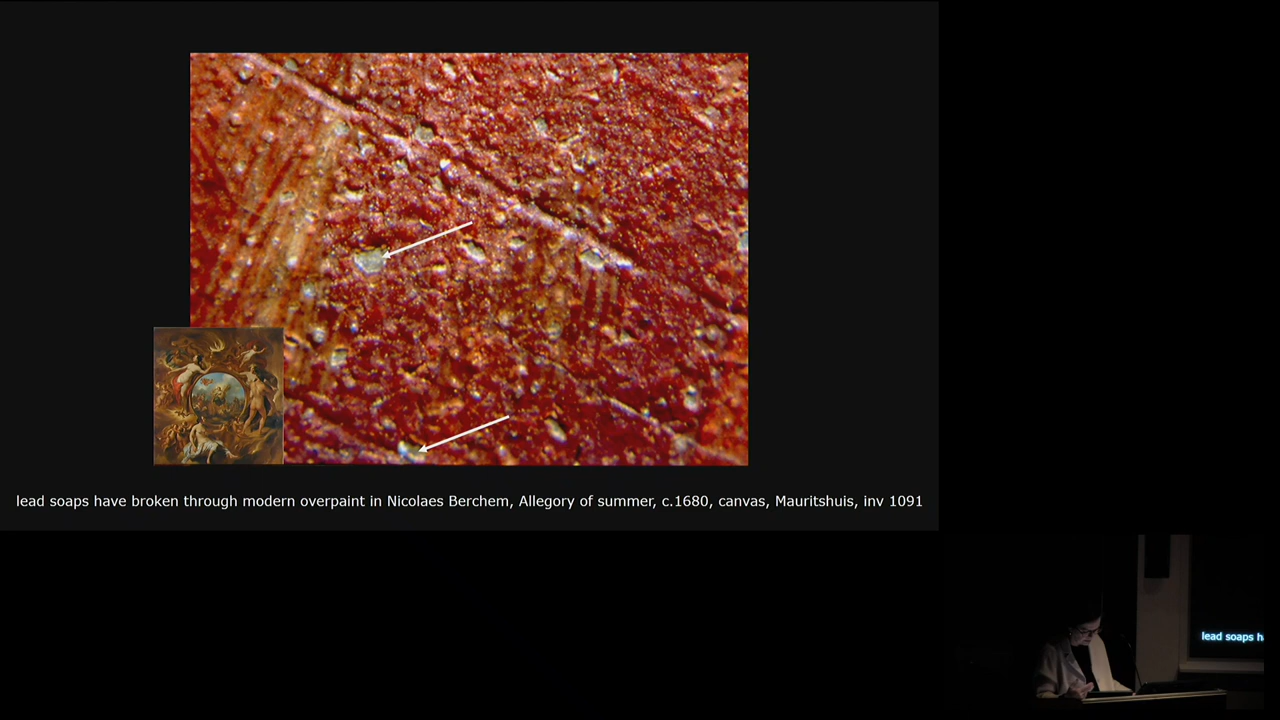 lead soaps have broken through modern overpaint in Nicolaes Berchem, Allegory of summer, c.1680, canvas, Mauritshuis, inv 1091
lead soaps ha